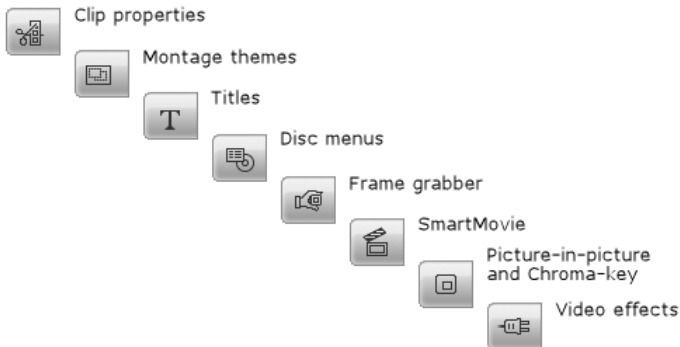 Clip properties
Montage themes
T
Titles
Disc menus
Frame grabber
SmartMovie
Picture-in-picture
and Chroma-key
Video effects